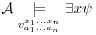 𝒜 ⊨_{v^{x_1…x_n}_{a_1…a_n}} ∃xψ